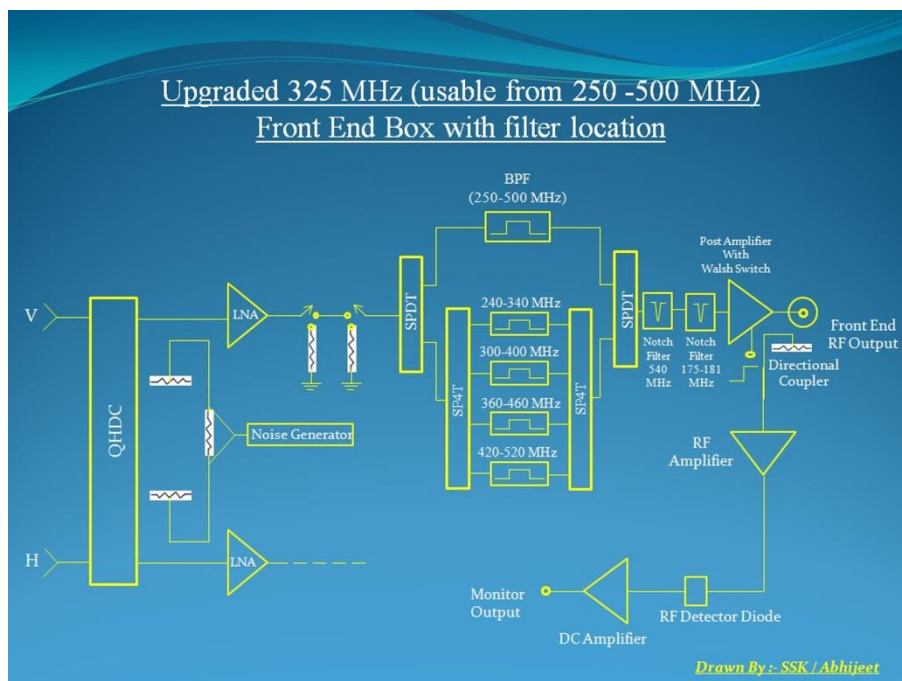 Upgraded 325 MHz (usable from 250 -500 MHz)
Front End Box with filter location
BPF
(250-500 MHz)
Post Amplifier
With
Walsh Switch
V
QHDC
LNA
SPDT
240-340 MHz
300-400 MHz
360-460 MHz
420-520 MHz
SP4T
SP4T
SPDT
Notch
Filter
540
MHz
Notch
Filter
175-181
MHz
Front End
RF Output
Directional
Coupler
Noise Generator
RF
Amplifier
H
LNA
Monitor
Output
DC Amplifier
RF Detector Diode
Drawn By :- SSK / Abhijeet